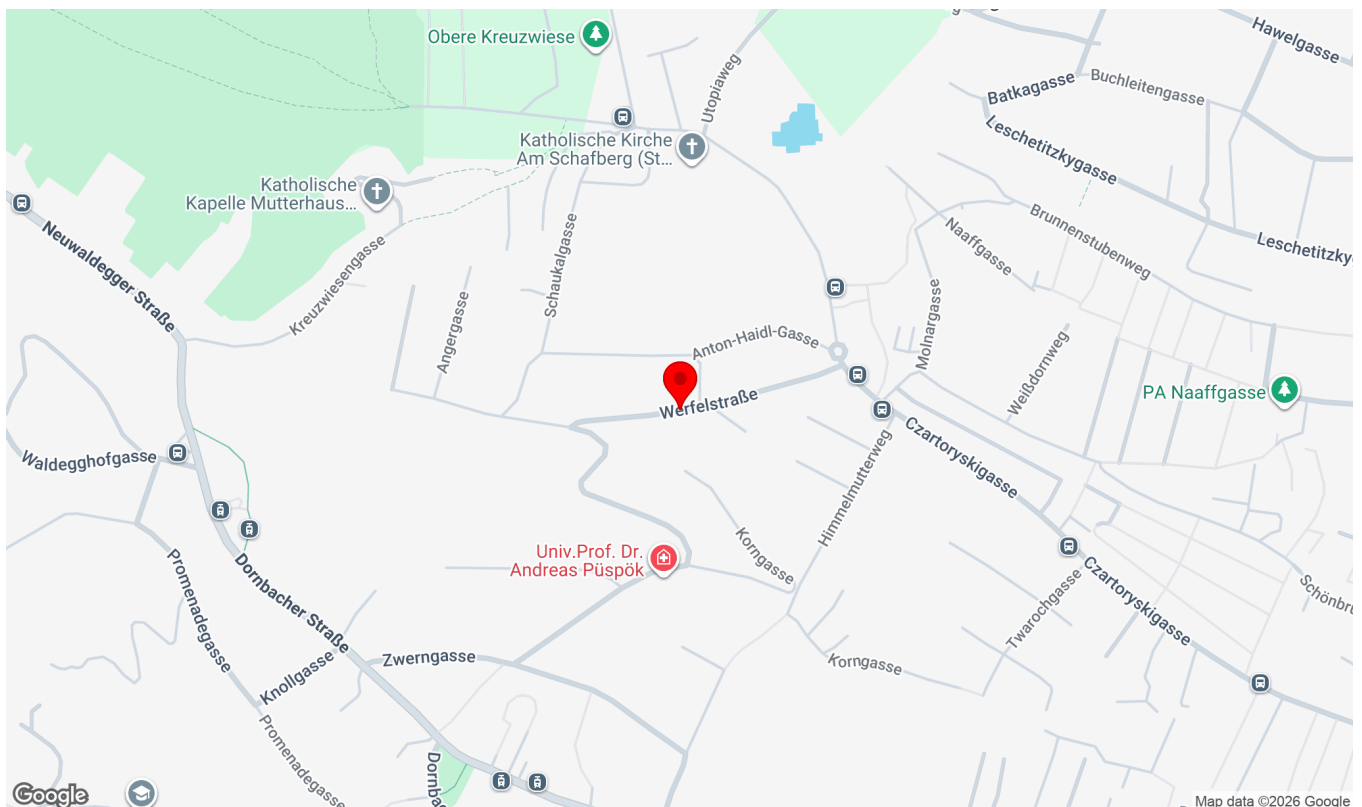 Obere Kreuzwiese
Utopiaweg
Hawelgasse
Buchleitengasse
Batkagasse
Leschetitzkygasse
Katholische Kirche
Am Schafberg (St...
Katholische
Kapelle Mutterhaus...
Neuwaldegger Straße
Kreuzwiesengasse
Schaukalgasse
Angergasse
Naaffgasse
Brunnenstubenweg
Leschetitzkyg
Molnargasse
Anton-Haidl-Gasse
Weißdornweg
PA Naaffgasse
Werfelstraße
Czartoryskigasse
Himmelmutterweg
Waldegghofgasse
Univ.Prof. Dr.
Andreas Püspök
Korngasse
Promenadegasse
Dornbacher Straße
Czartoryskigasse
Twarochgasse
Schönbru
Zwerngasse
Knollgasse
Korngasse
Promenadegasse
Dornba
Google
Map data ©2026 Google